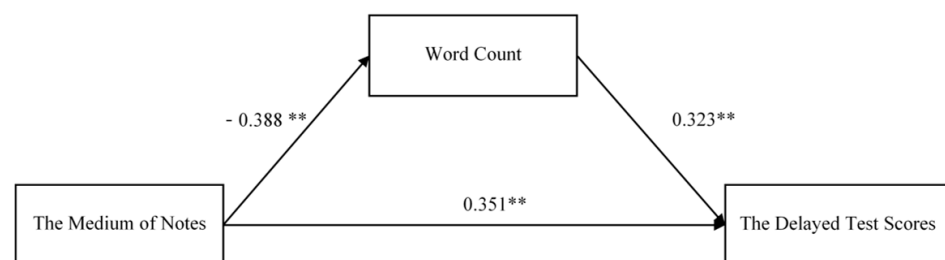 Word Count
- 0.388 **
0.323**
0.351**
The Medium of Notes
The Delayed Test Scores